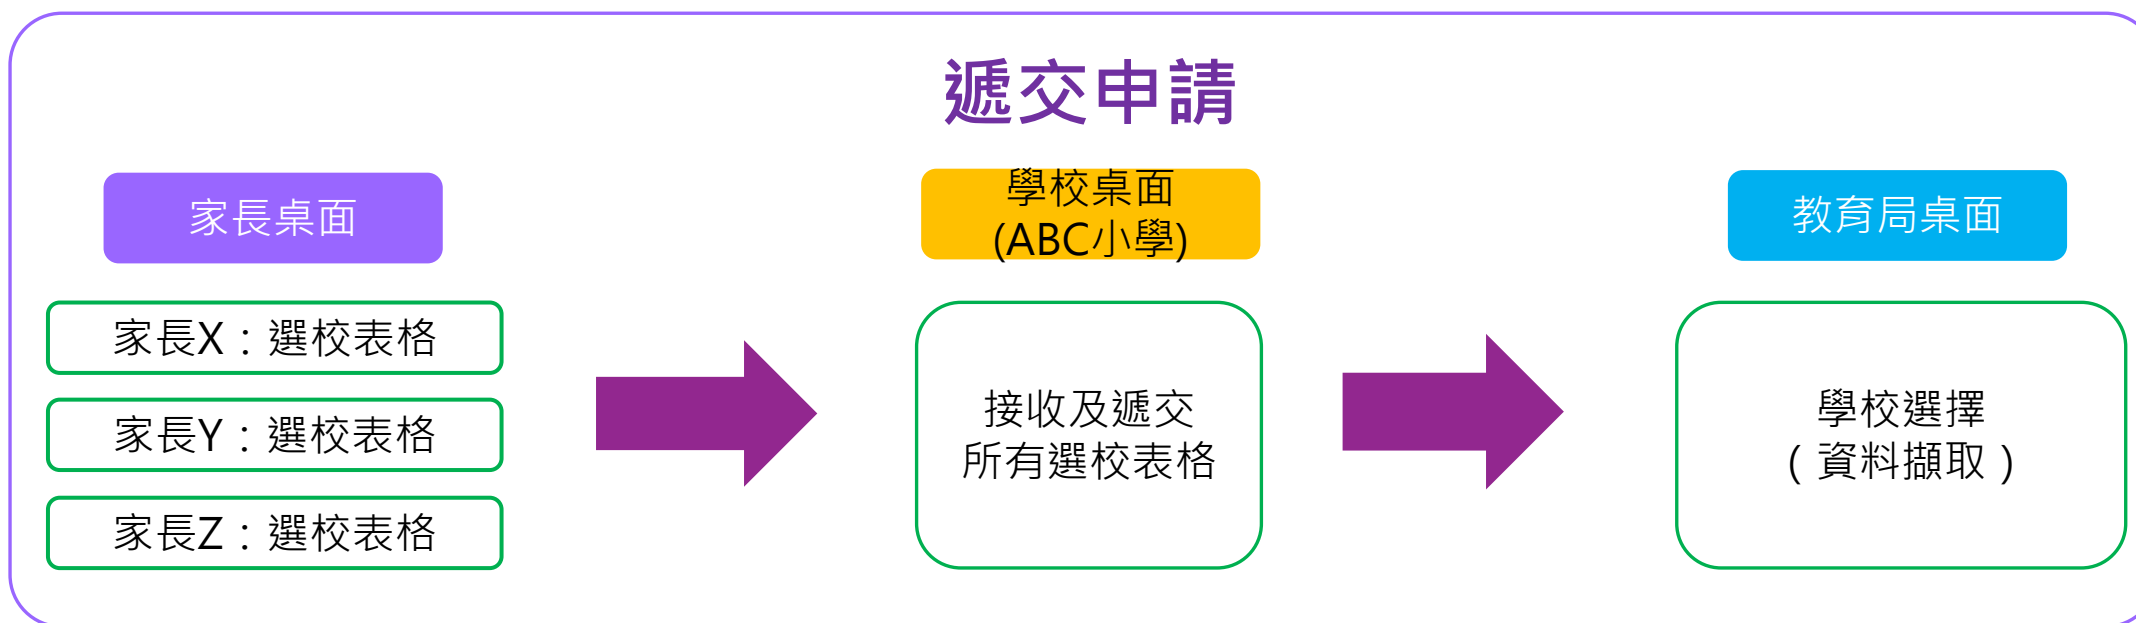 遞交申請
家長桌面
學校桌面
(ABC小學)
教育局桌面
家長X：選校表格
家長Y：選校表格
家長Z：選校表格
接收及遞交
所有選校表格
學校選擇
（資料擷取）